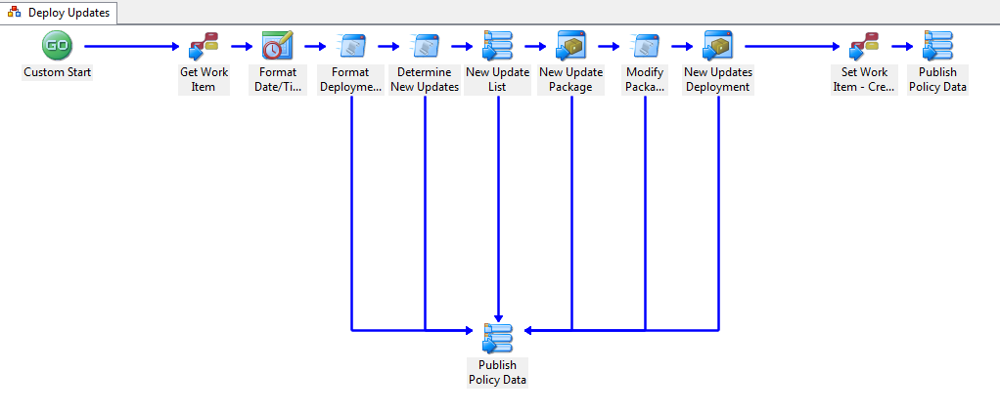 Deploy Updates
GO
Custom Start
Get Work
Item
Format
Date/Ti...
Format
Deployme...
Determine
New Updates
New Update
List
New Update
Package
Modify
Packa...
New Updates
Deployment
Set Work
Item - Cre...
Publish
Policy Data
Publish
Policy Data